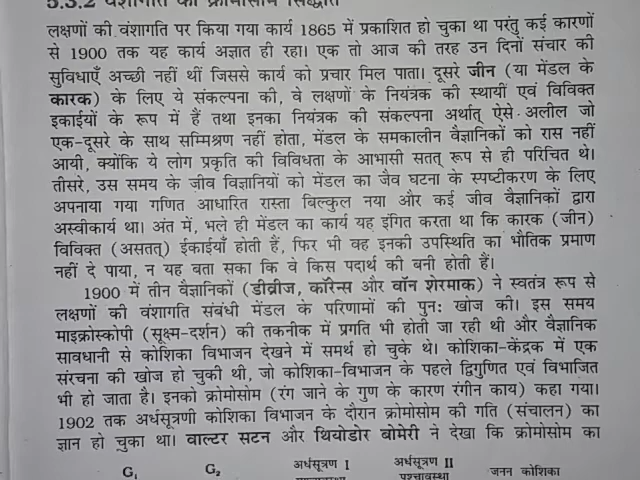 5.3.2 वंशागति का क्रोमोसोम सिद्धांत
लक्षणों की वंशागति पर किया गया कार्य 1865 में प्रकाशित हो चुका था परंतु कई कारणों
से 1900 तक यह कार्य अज्ञात ही रहा। एक तो आज की तरह उन दिनों संचार की
सुविधाएँ अच्छी नहीं थीं जिससे कार्य को प्रचार मिल पाता। दूसरे जीन (या मेंडल के
कारक) के लिए ये संकल्पना की, वे लक्षणों के नियंत्रक की स्थायीं एवं विविक्त
इकाईयों के रूप में हैं तथा इनका नियंत्रक की संकल्पना अर्थात् ऐसे अलील जो
एक-दूसरे के साथ सम्मिश्रण नहीं होता, मेंडल के समकालीन वैज्ञानिकों को रास नहीं
आयी, क्योंकि ये लोग प्रकृति की विविधता के आभासी सतत् रूप से ही परिचित थे।
तीसरे, उस समय के जीव विज्ञानियों को मेंडल का जैव घटना के स्पष्टीकरण के लिए
अपनाया गया गणित आधारित रास्ता बिल्कुल नया और कई जीव वैज्ञानिकों द्वारा
अस्वीकार्य था। अंत में, भले ही मेंडल का कार्य यह इंगित करता था कि कारक (जीन)
विविक्त (असतत्) ईकाईयाँ होती हैं, फिर भी वह इनकी उपस्थिति का भौतिक प्रमाण
नहीं दे पाया, न यह बता सका कि वे किस पदार्थ की बनी होती हैं।
1900 में तीन वैज्ञानिकों (डीव्रीज, कॉरेन्स और वॉन शेरमाक) ने स्वतंत्र रूप से
लक्षणों की वंशागति संबंधी मेंडल के परिणामों की पुनः खोज की। इस समय
माइक्रोस्कोपी (सूक्ष्म-दर्शन) की तकनीक में प्रगति भी होती जा रही थी और वैज्ञानिक
सावधानी से कोशिका विभाजन देखने में समर्थ हो चुके थे। कोशिका-केंद्रक में एक
संरचना की खोज हो चुकी थी, जो कोशिका-विभाजन के पहले द्विगुणित एवं विभाजित
भी हो जाता है। इनको क्रोमोसोम (रंग जाने के गुण के कारण रंगीन काय) कहा गया।
1902 तक अर्धसूत्रणी कोशिका विभाजन के दौरान क्रोमोसोम की गति (संचालन) का
ज्ञान हो चुका था। वाल्टर सटन और थियोडोर बोमेरी ने देखा कि क्रोमोसोम का
G₁ G₂ अर्धसूत्रण I अर्धसूत्रण II जनन कोशिका
पश्चावस्था